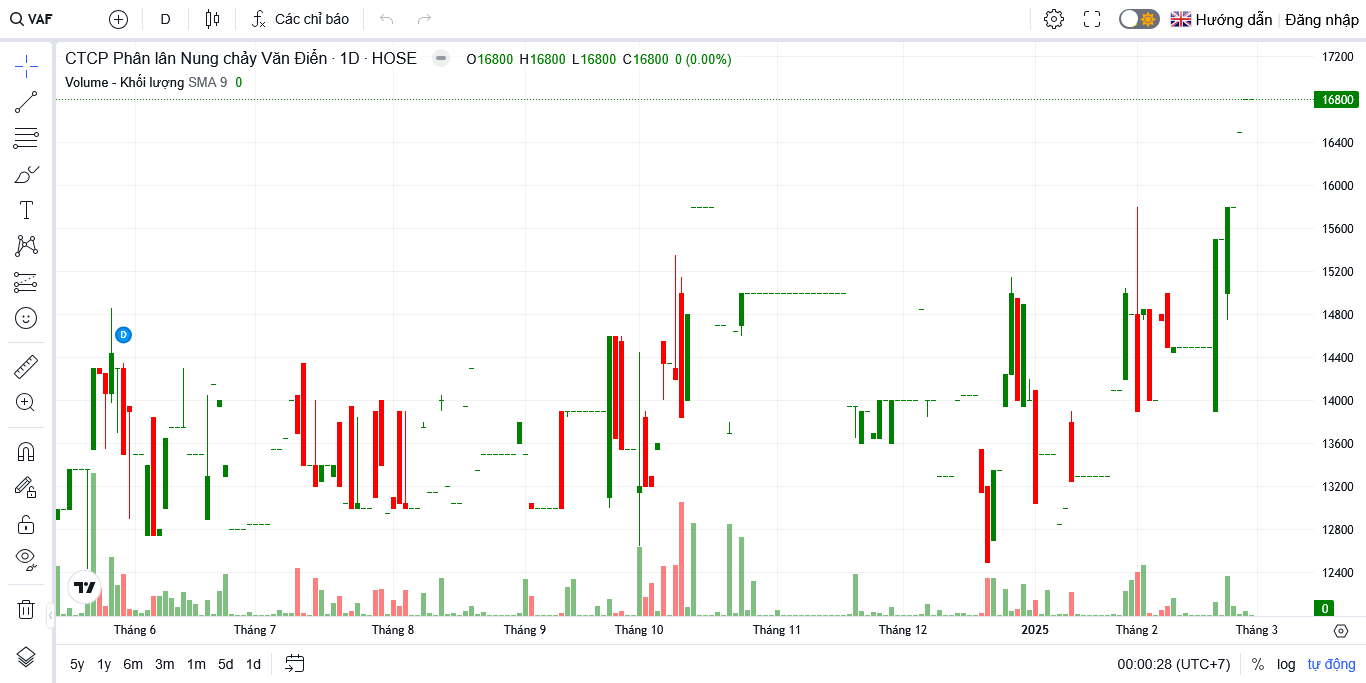 VAF D Các chỉ báo Hướng dẫn Đăng nhập
CTCP Phân lân Nung chảy Văn Điển · 1D · HOSE O16800 H16800 L16800 C16800 0 (0.00%)
Volume - Khối lượng SMA 9 0
17200
16800
16400
16000
15600
15200
14800
14400
14000
13600
13200
12800
12400
0
D
Tháng 6 Tháng 7 Tháng 8 Tháng 9 Tháng 10 Tháng 11 Tháng 12 2025 Tháng 2 Tháng 3
5y 1y 6m 3m 1m 5d 1d 00:00:28 (UTC+7) % log tự động